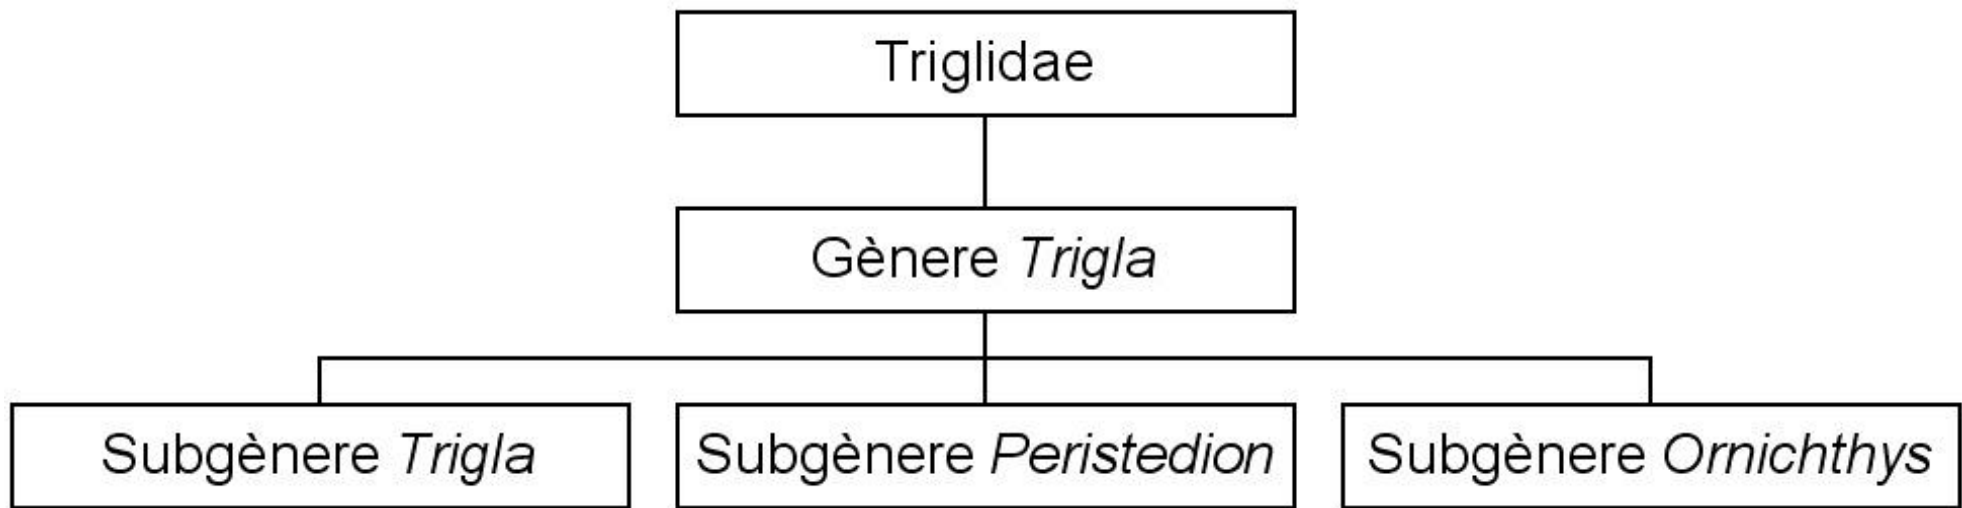 Triglidae
Gènere Trigla
Subgènere Trigla
Subgènere Peristedion
Subgènere Ornichthys